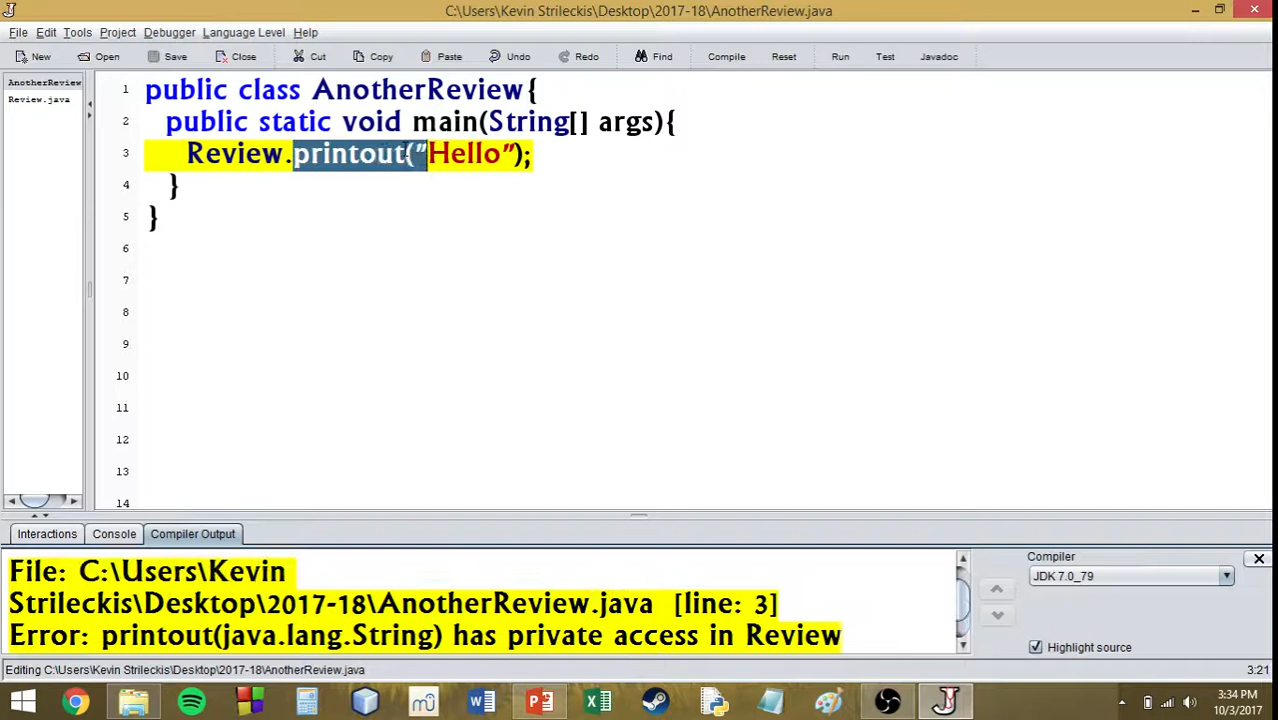 C:\Users\Kevin Strileckis\Desktop\2017-18\AnotherReview.java
File Edit Tools Project Debugger Language Level Help
New Open Save Close Cut Copy Paste Undo Redo Find Compile Reset Run Test Javadoc
AnotherReview
Review.java
1 public class AnotherReview{
2 public static void main(String[] args){
3 Review.printout("Hello");
4 }
5 }
6
7
8
9
10
11
12
13
14
Interactions Console Compiler Output
File: C:\Users\Kevin
Strileckis\Desktop\2017-18\AnotherReview.java [line: 3]
Error: printout(java.lang.String) has private access in Review
Compiler
JDK 7.0_79
Highlight source
Editing C:\Users\Kevin Strileckis\Desktop\2017-18\AnotherReview.java
3:21
3:34 PM
10/3/2017